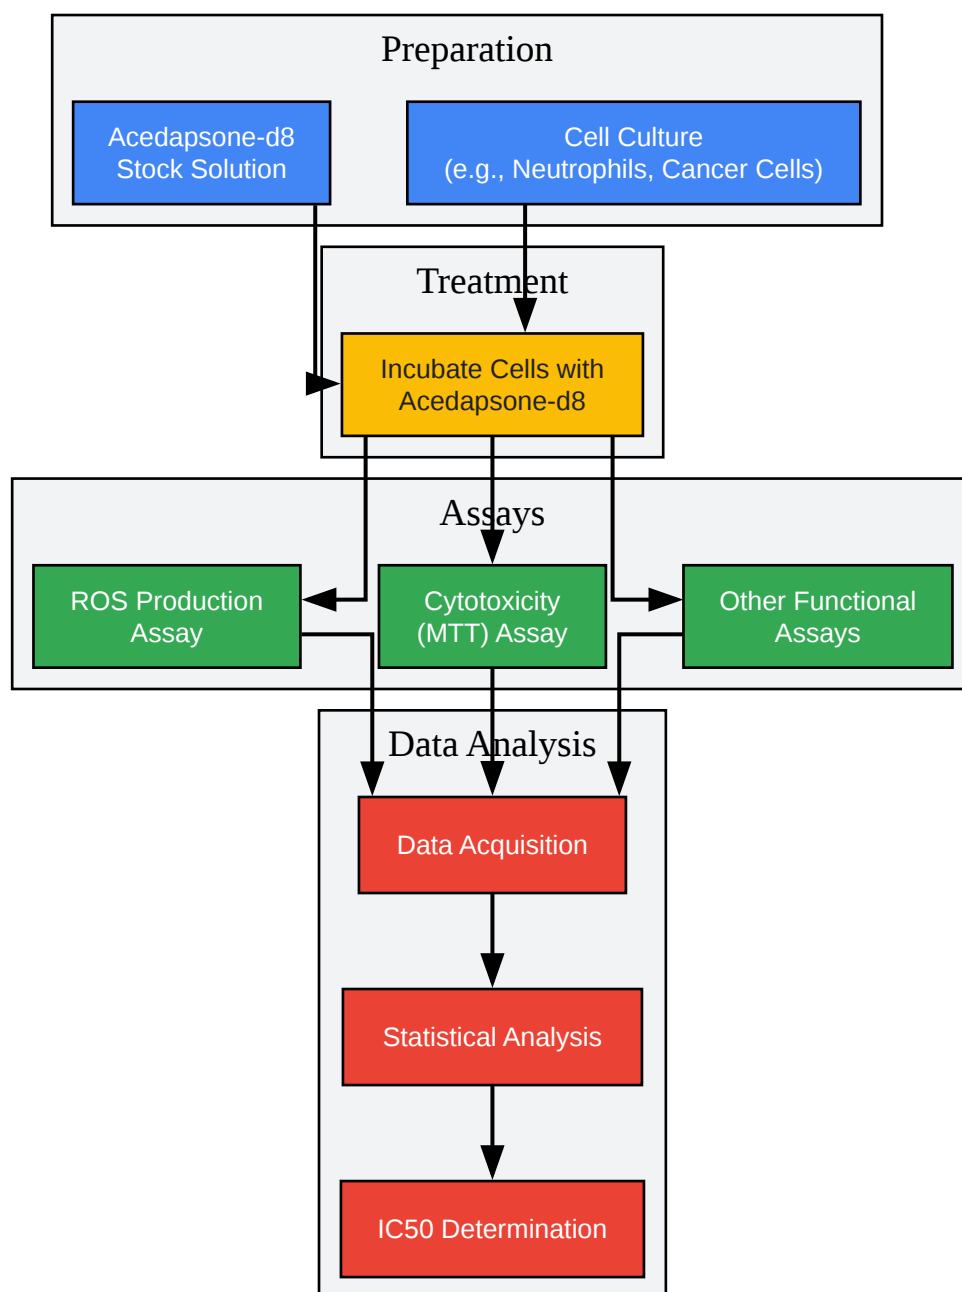 Preparation
Acedapsone-d8
Stock Solution
Cell Culture
(e.g., Neutrophils, Cancer Cells)
Treatment
Incubate Cells with
Acedapsone-d8
Assays
ROS Production
Assay
Cytotoxicity
(MTT) Assay
Other Functional
Assays
Data Analysis
Data Acquisition
Statistical Analysis
IC50 Determination